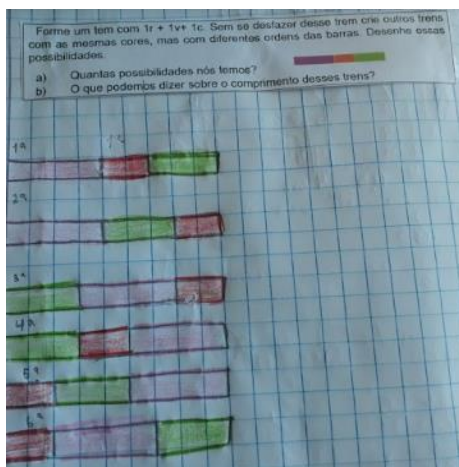 Forme um tem com 1r + 1v+ 1c. Sem se desfazer desse trem crie outros trens
com as mesmas cores, mas com diferentes ordens das barras. Desenhe essas
possibilidades.
a) Quantas possibilidades nós temos?
b) O que podemos dizer sobre o comprimento desses trens?
1ª
2ª
3ª
4ª
5ª
6ª